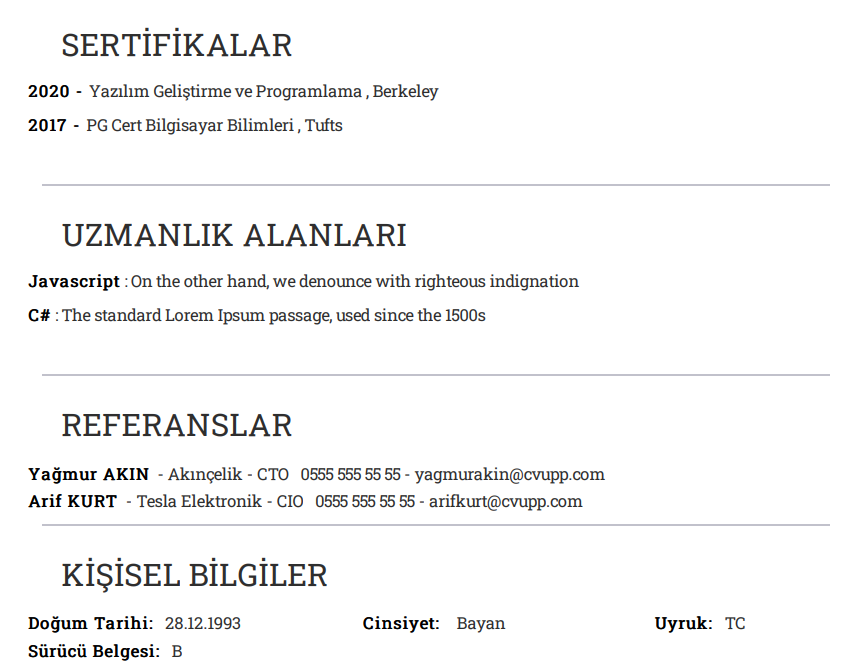 SERTİFİKALAR
2020 - Yazılım Geliştirme ve Programlama , Berkeley
2017 - PG Cert Bilgisayar Bilimleri , Tufts
UZMANLIK ALANLARI
Javascript : On the other hand, we denounce with righteous indignation
C# : The standard Lorem Ipsum passage, used since the 1500s
REFERANSLAR
Yağmur AKIN - Akınçelik - CTO 0555 555 55 55 - yagmurakin@cvupp.com
Arif KURT - Tesla Elektronik - CIO 0555 555 55 55 - arifkurt@cvupp.com
KİŞİSEL BİLGİLER
Doğum Tarihi: 28.12.1993 Cinsiyet: Bayan Uyruk: TC
Sürücü Belgesi: B